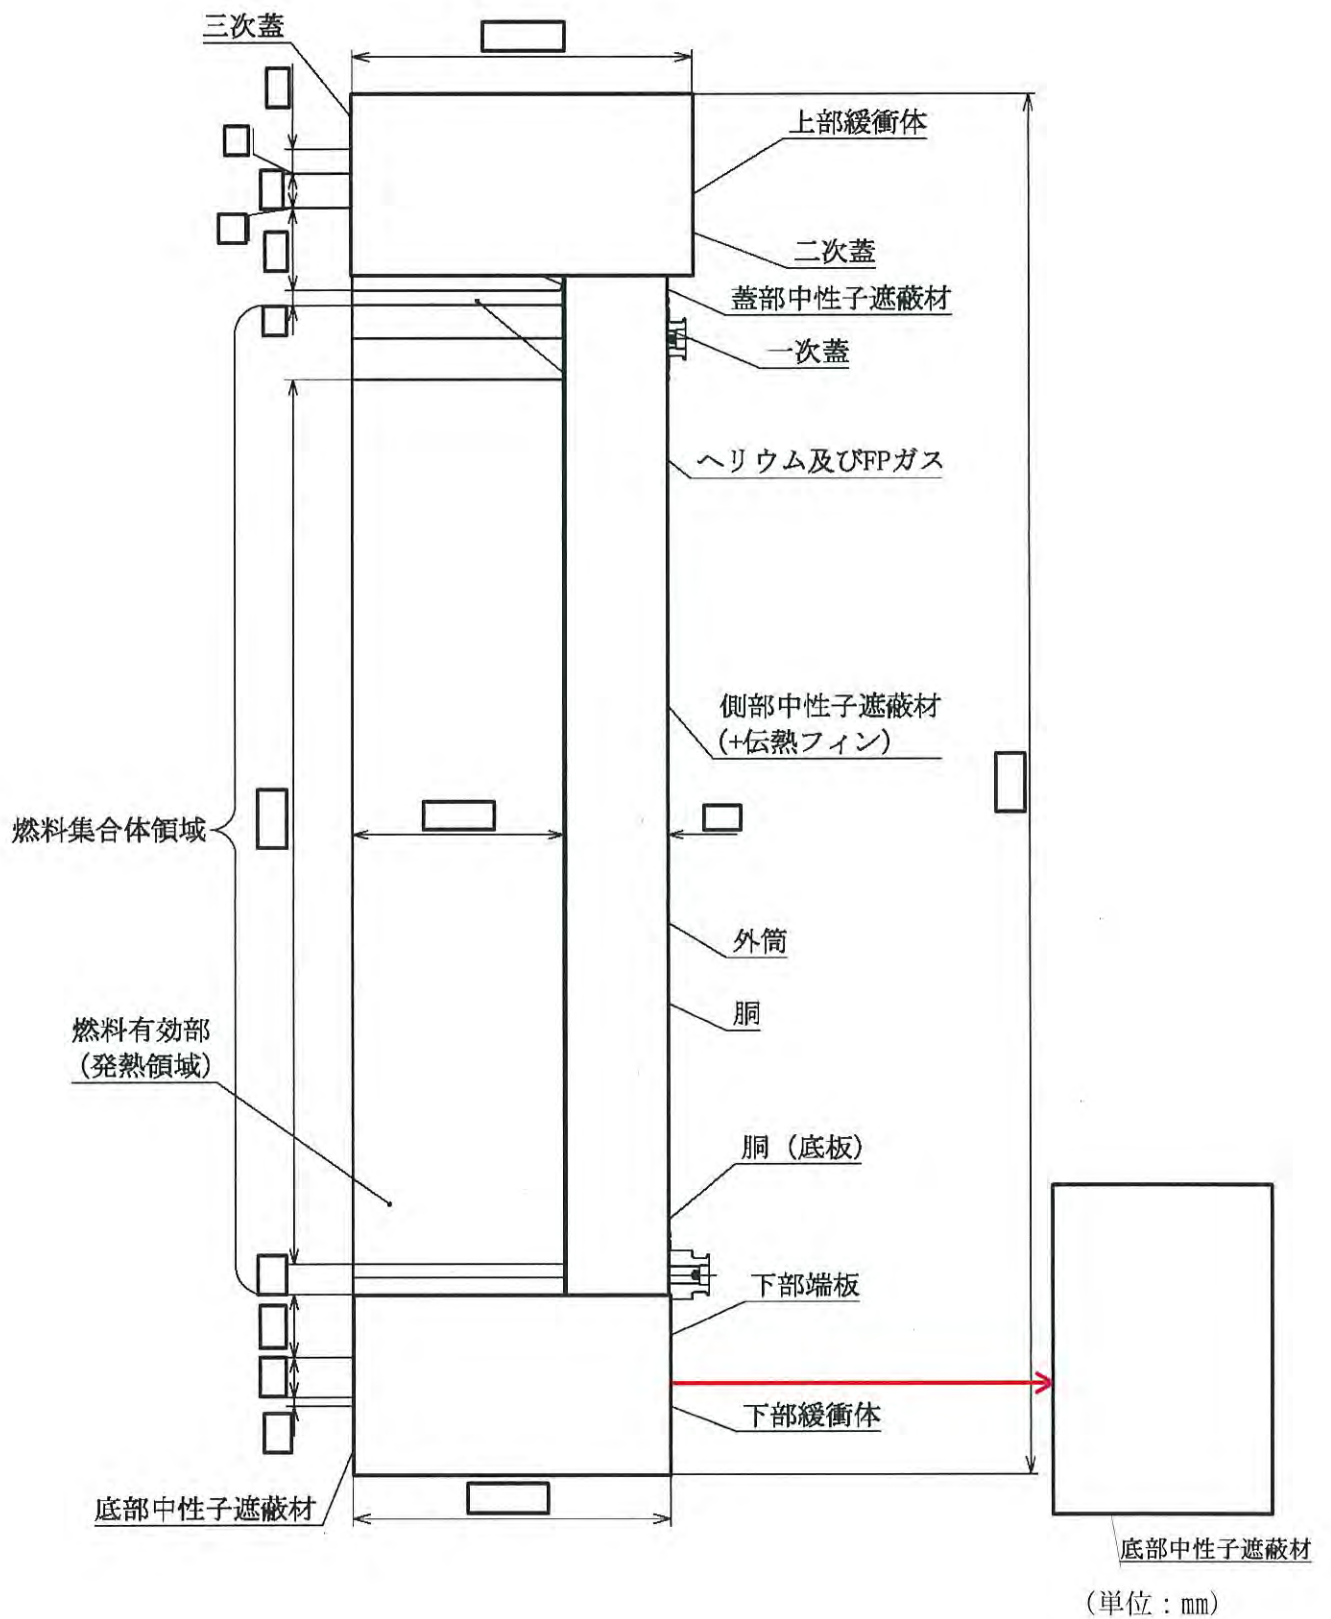 三次蓋
上部緩衝体
二次蓋
蓋部中性子遮蔽材
一次蓋
ヘリウム及びFPガス
側部中性子遮蔽材
(+伝熱フィン)
燃料集合体領域
外筒
胴
燃料有効部
(発熱領域)
胴 (底板)
下部端板
下部緩衝体
底部中性子遮蔽材
底部中性子遮蔽材
(単位:mm)